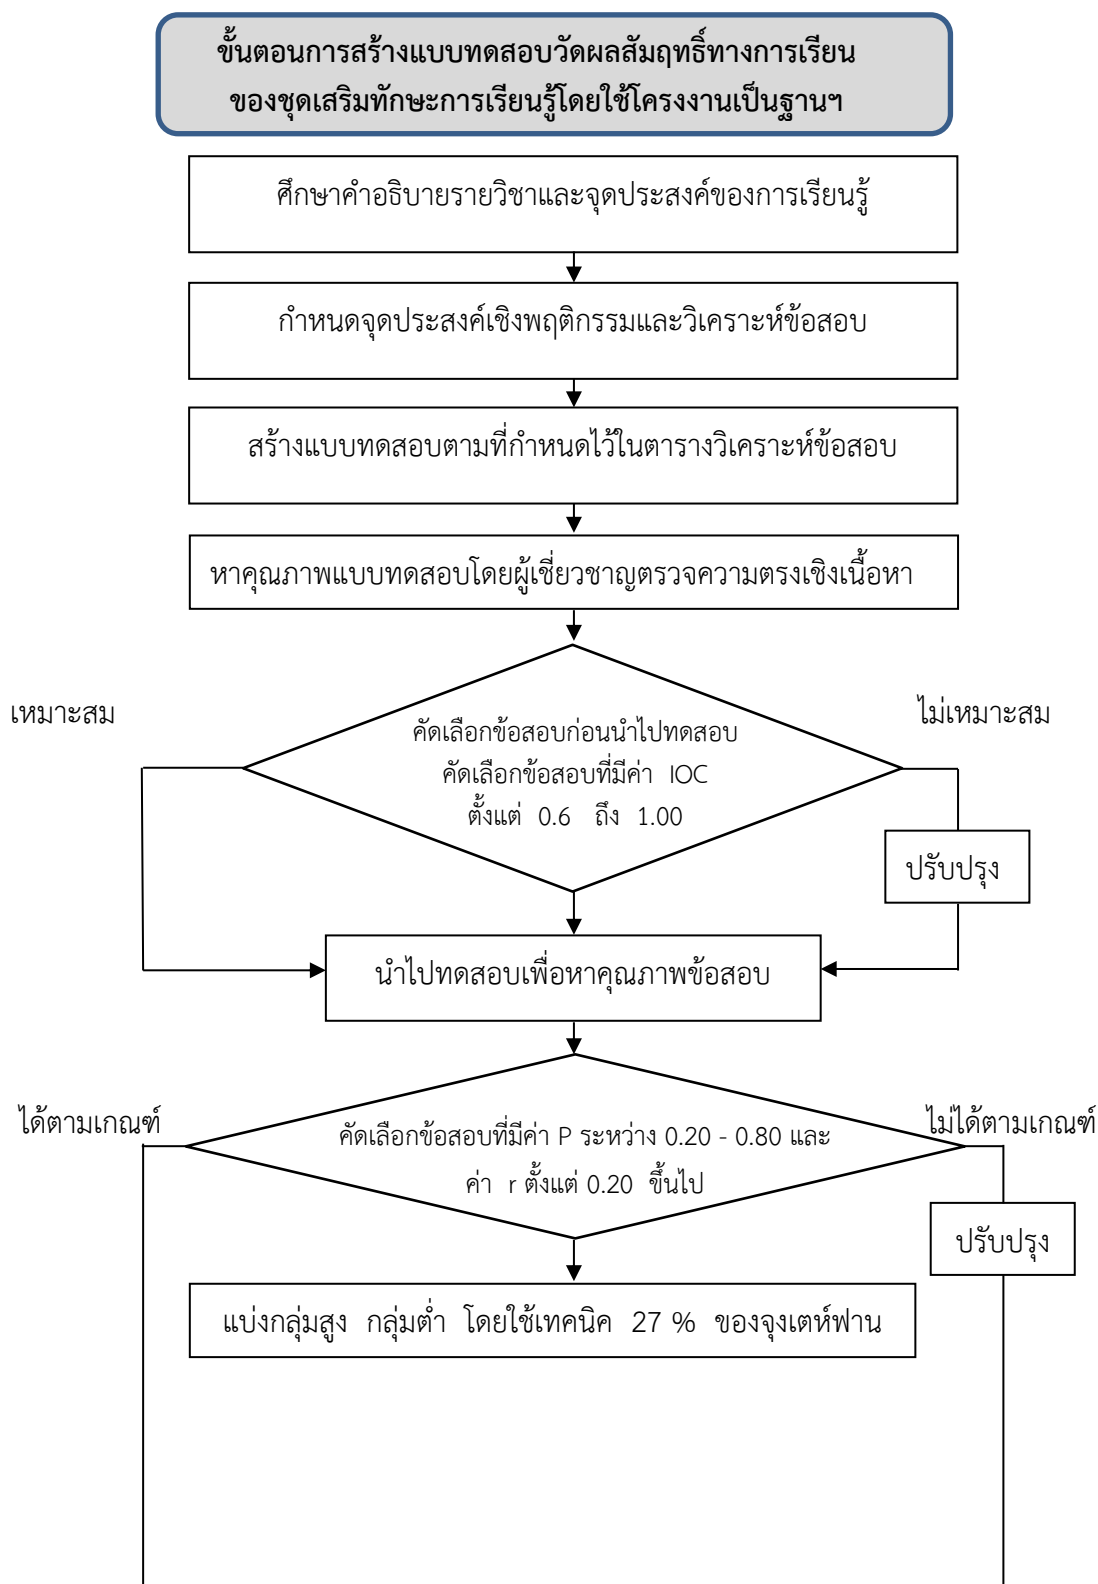 ขั้นตอนการสร้างแบบทดสอบวัดผลสัมฤทธิ์ทางการเรียน
ของชุดเสริมทักษะการเรียนรู้โดยใช้โครงงานเป็นฐานฯ
ศึกษาคำอธิบายรายวิชาและจุดประสงค์ของการเรียนรู้
กำหนดจุดประสงค์เชิงพฤติกรรมและวิเคราะห์ข้อสอบ
สร้างแบบทดสอบตามที่กำหนดไว้ในตารางวิเคราะห์ข้อสอบ
หาคุณภาพแบบทดสอบโดยผู้เชี่ยวชาญตรวจความตรงเชิงเนื้อหา
เหมาะสม
ไม่เหมาะสม
คัดเลือกข้อสอบก่อนนำไปทดสอบ
คัดเลือกข้อสอบที่มีค่า IOC
ตั้งแต่ 0.6 ถึง 1.00
ปรับปรุง
นำไปทดสอบเพื่อหาคุณภาพข้อสอบ
ได้ตามเกณฑ์
ไม่ได้ตามเกณฑ์
คัดเลือกข้อสอบที่มีค่า P ระหว่าง 0.20 - 0.80 และ
ค่า r ตั้งแต่ 0.20 ขึ้นไป
ปรับปรุง
แบ่งกลุ่มสูง กลุ่มต่ำ โดยใช้เทคนิค 27 % ของจุงเตห์ฟาน